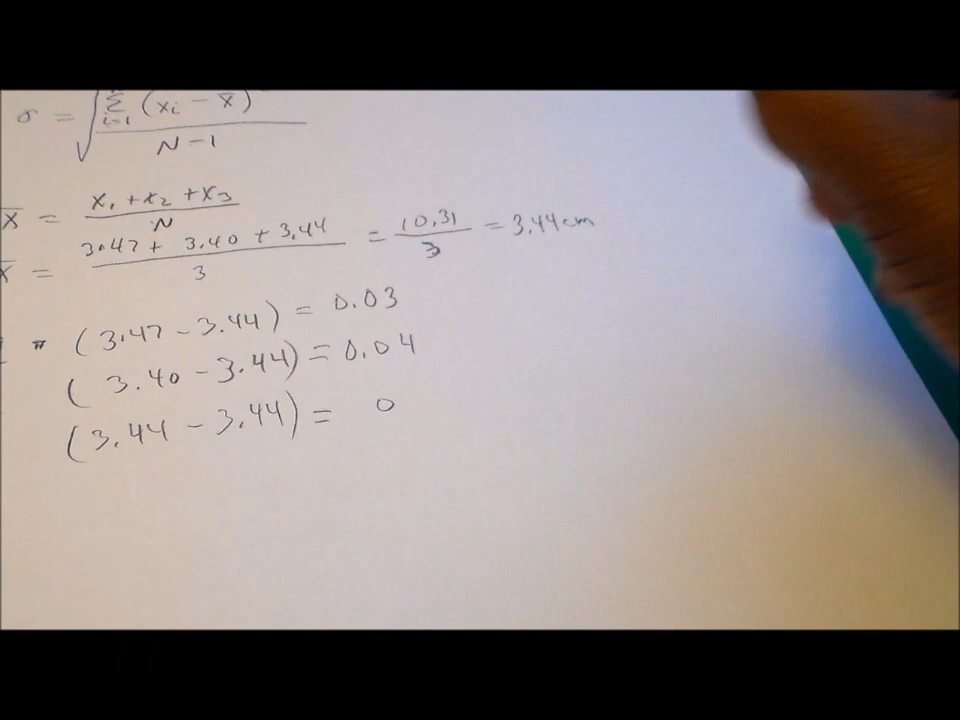 σ = √ Σ i=1 (xi − x̄) / N−1
x̄ = x1 + x2 + x3 / N
x̄ = 3.47 + 3.40 + 3.44 / 3 = 10.31 / 3 = 3.44 cm
(3.47 − 3.44) = 0.03
(3.40 − 3.44) = 0.04
(3.44 − 3.44) = 0